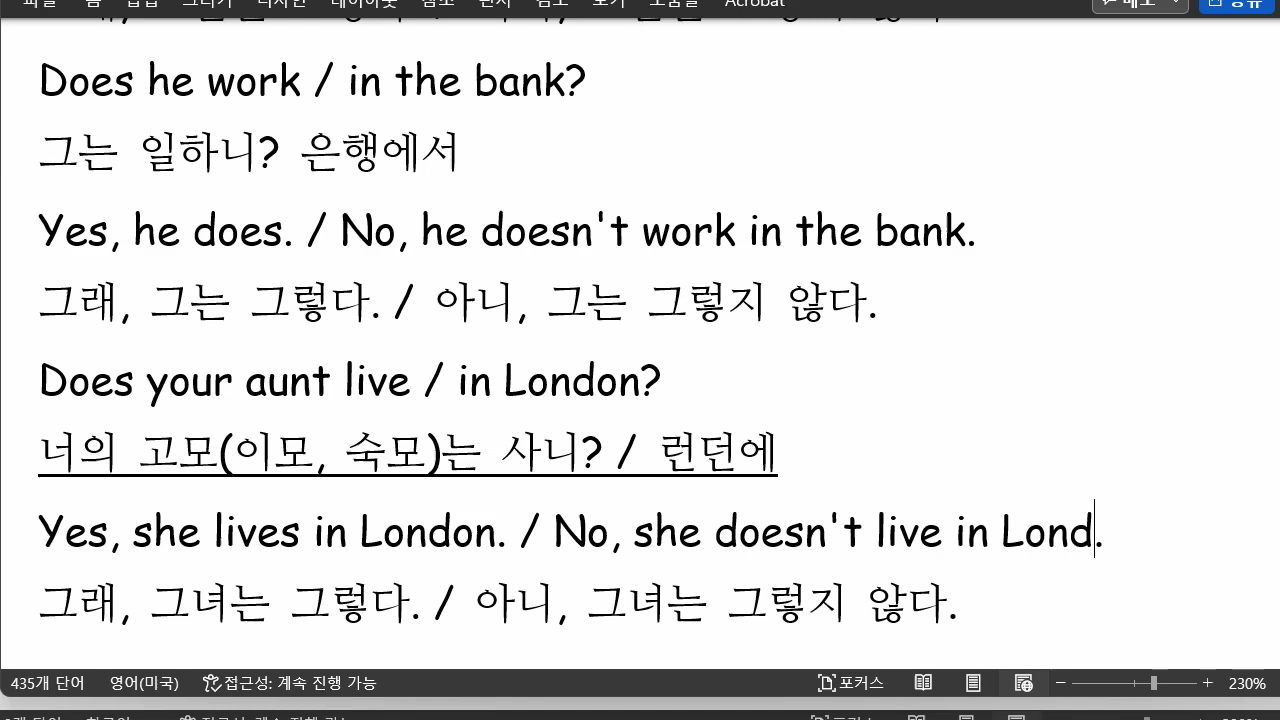 Acrobat
Does he work / in the bank?
그는 일하니? 은행에서
Yes, he does. / No, he doesn't work in the bank.
그래, 그는 그렇다. / 아니, 그는 그렇지 않다.
Does your aunt live / in London?
너의 고모(이모, 숙모)는 사니? / 런던에
Yes, she lives in London. / No, she doesn't live in Lond.
그래, 그녀는 그렇다. / 아니, 그녀는 그렇지 않다.
435개 단어 영어(미국) 접근성: 계속 진행 가능 포커스 230%